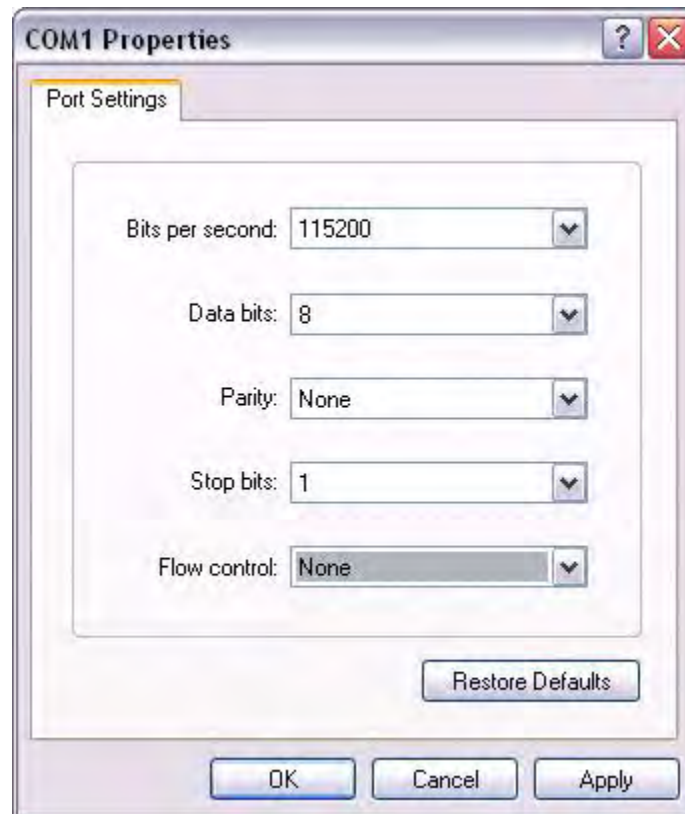 COM1 Properties
Port Settings
Bits per second: 115200
Data bits: 8
Parity: None
Stop bits: 1
Flow control: None
Restore Defaults
OK Cancel Apply